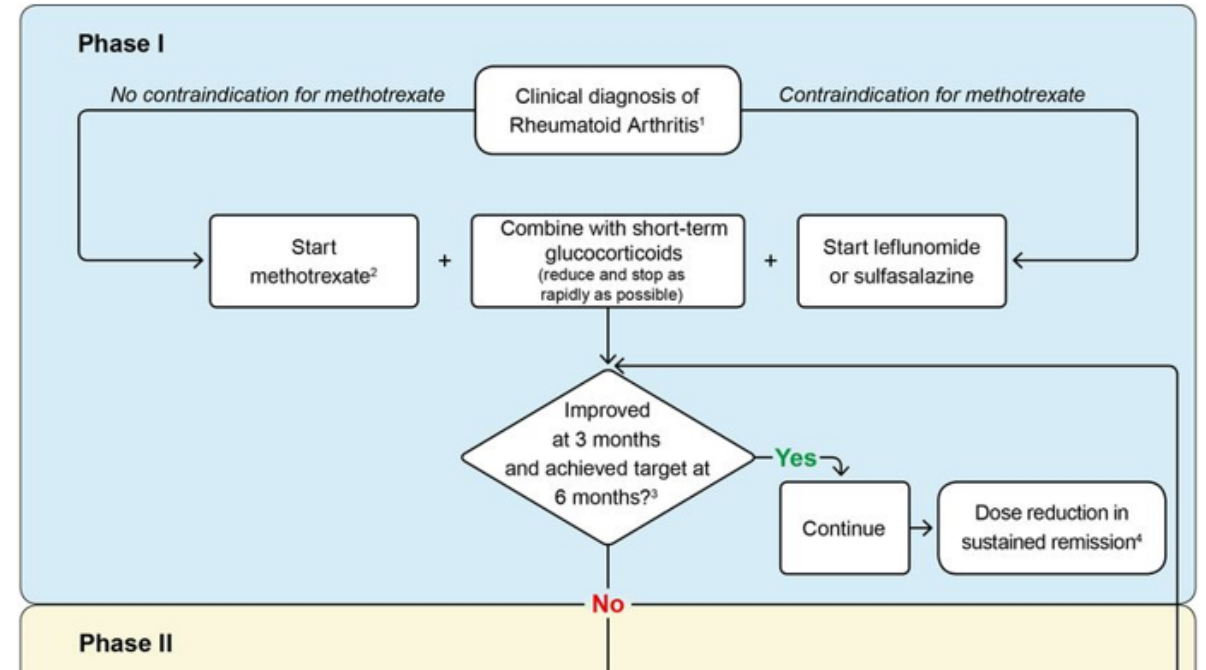 Phase I
No contraindication for methotrexate
Clinical diagnosis of
Rheumatoid Arthritis¹
Contraindication for methotrexate
Start
methotrexate²
+
Combine with short-term
glucocorticoids
(reduce and stop as
rapidly as possible)
+
Start leflunomide
or sulfasalazine
Improved
at 3 months
and achieved target at
6 months?³
Yes
Continue
Dose reduction in
sustained remission⁴
No
Phase II